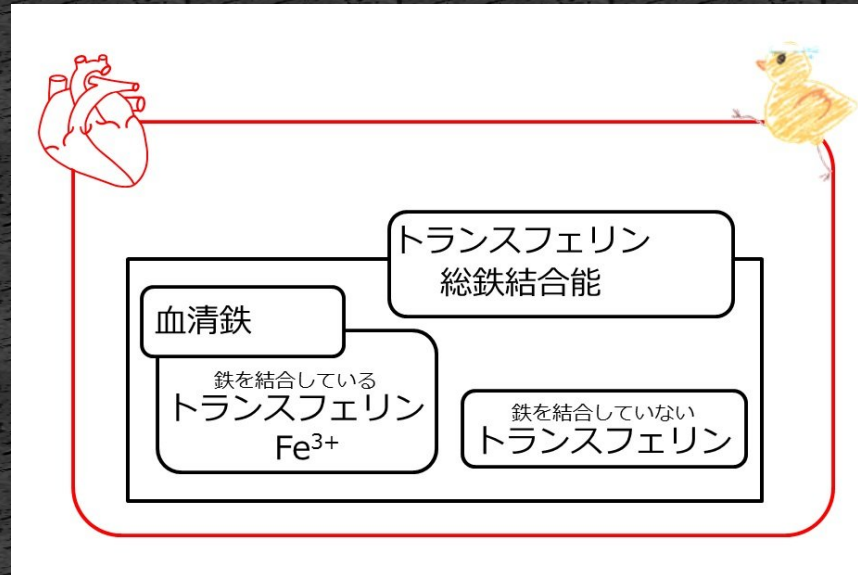 トランスフェリン
総鉄結合能
血清鉄
鉄を結合している
トランスフェリン
Fe³⁺
鉄を結合していない
トランスフェリン